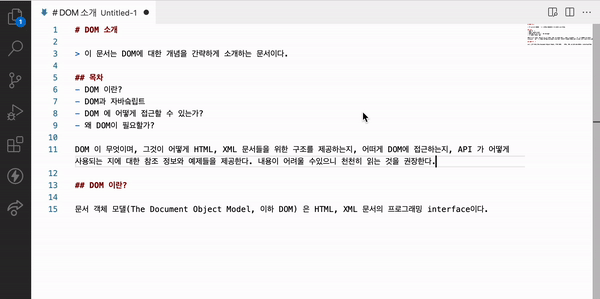 # DOM 소개 Untitled-1 ●
1 # DOM 소개
2
3 > 이 문서는 DOM에 대한 개념을 간략하게 소개하는 문서이다.
4
5 ## 목차
6 - DOM 이란?
7 - DOM과 자바슼립트
8 - DOM 에 어떻게 접근할 수 있는가?
9 - 왜 DOM이 필요할가?
10
11 DOM 이 무엇이며, 그것이 어떻게 HTML, XML 문서들을 위한 구조를 제공하는지, 어떠게 DOM에 접근하는지, API 가 어떻게
사용되는 지에 대한 참조 정보와 예제들을 제공한다. 내용이 어려울 수있으니 천천히 읽는 것을 권장한다.
12
13 ## DOM 이란?
14
15 문서 객체 모댈(The Document Object Model, 이하 DOM) 은 HTML, XML 문서의 프로그래밍 interface이다.
1